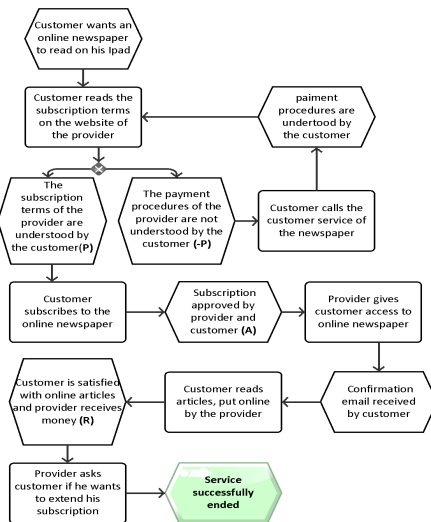 Customer wants an
online newspaper
to read on his Ipad
Customer reads the
subscription terms
on the website of
the provider
paiment
procedures are
undertood by
the customer
The
subscription
terms of the
provider are
understood by
the customer(P)
The payment
procedures of the
provider are not
understood by the
customer (-P)
Customer calls the
customer service of
the newspaper
Customer
subscribes to the
online newspaper
Subscription
approved by
provider and
customer (A)
Provider gives
customer access to
online newspaper
Customer is satisfied
with online articles
and provider receives
money (R)
Customer reads
articles, put online
by the provider
Confirmation
email received
by customer
Provider asks
customer if he wants
to extend his
subscription
Service
successfully
ended